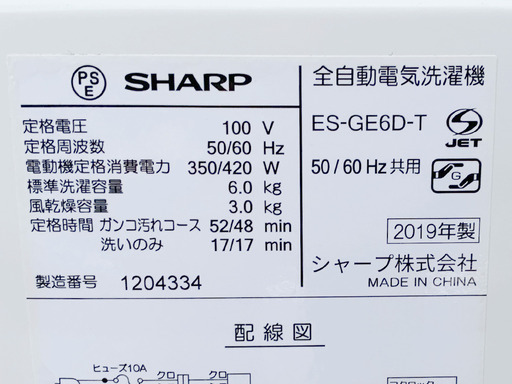 PSE SHARP 全自動電気洗濯機
定格電圧 100 V
定格周波数 50/60 Hz
電動機定格消費電力 350/420 W
標準洗濯容量 6.0 kg
風乾燥容量 3.0 kg
定格時間 ガンコ汚れコース 52/48 min
洗いのみ 17/17 min
製造番号 1204334
ES-GE6D-T JET
50/60 Hz 共用 G
2019年製
シャープ株式会社
MADE IN CHINA
配線図
ヒューズ10A クロ クロ